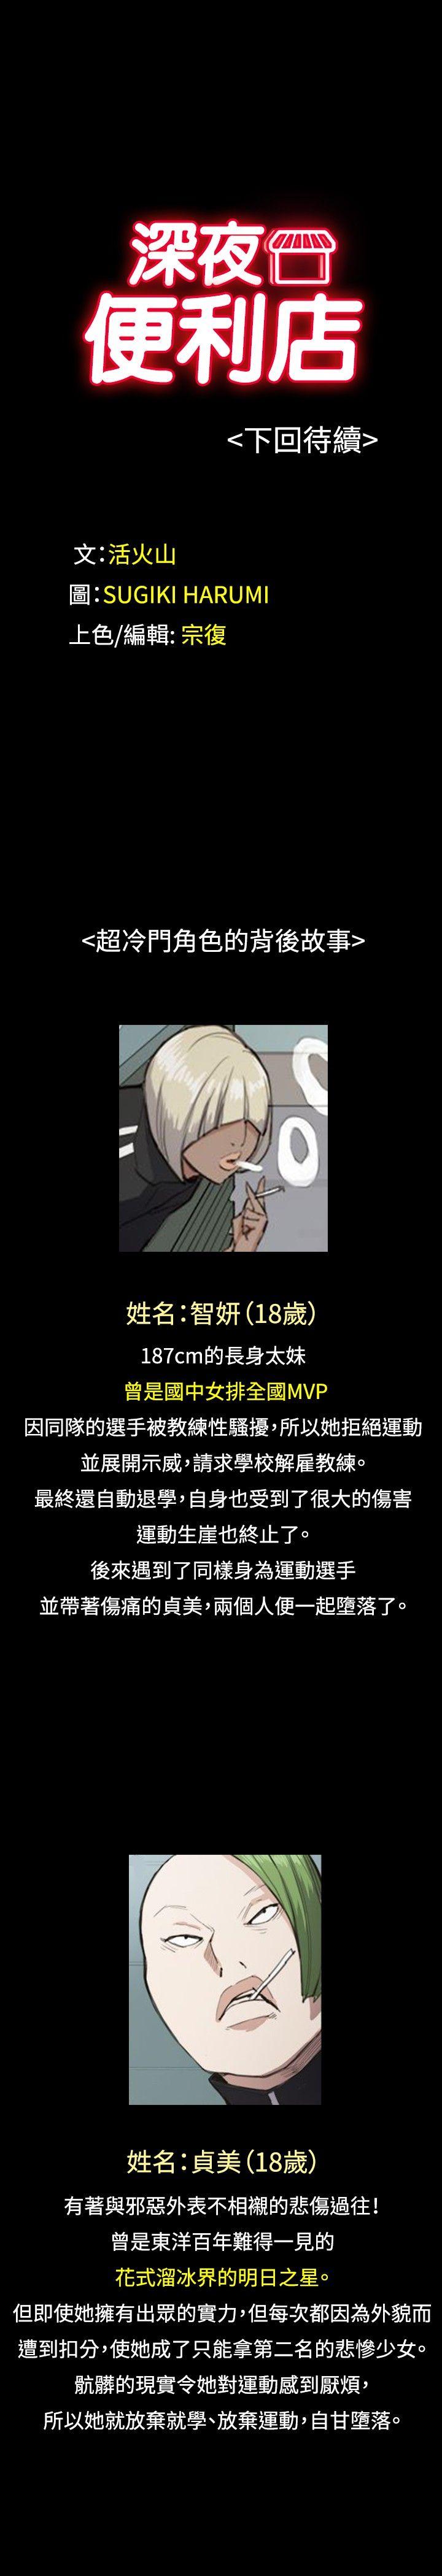 深夜
便利店
<下回待續>
文：活火山
圖：SUGIKI HARUMI
上色/編輯: 宗復
<超冷門角色的背後故事>
姓名：智妍（18歲）
187cm的長身太妹
曾是國中女排全國MVP
因同隊的選手被教練性騷擾，所以她拒絕運動
並展開示威，請求學校解雇教練。
最終還自動退學，自身也受到了很大的傷害
運動生崖也終止了。
後來遇到了同樣身為運動選手
並帶著傷痛的貞美，兩個人便一起墮落了。
姓名：貞美（18歲）
有著與邪惡外表不相襯的悲傷過往！
曾是東洋百年難得一見的
花式溜冰界的明日之星。
但即使她擁有出眾的實力，但每次都因為外貌而
遭到扣分，使她成了只能拿第二名的悲慘少女。
骯髒的現實令她對運動感到厭煩，
所以她就放棄就學、放棄運動，自甘墮落。